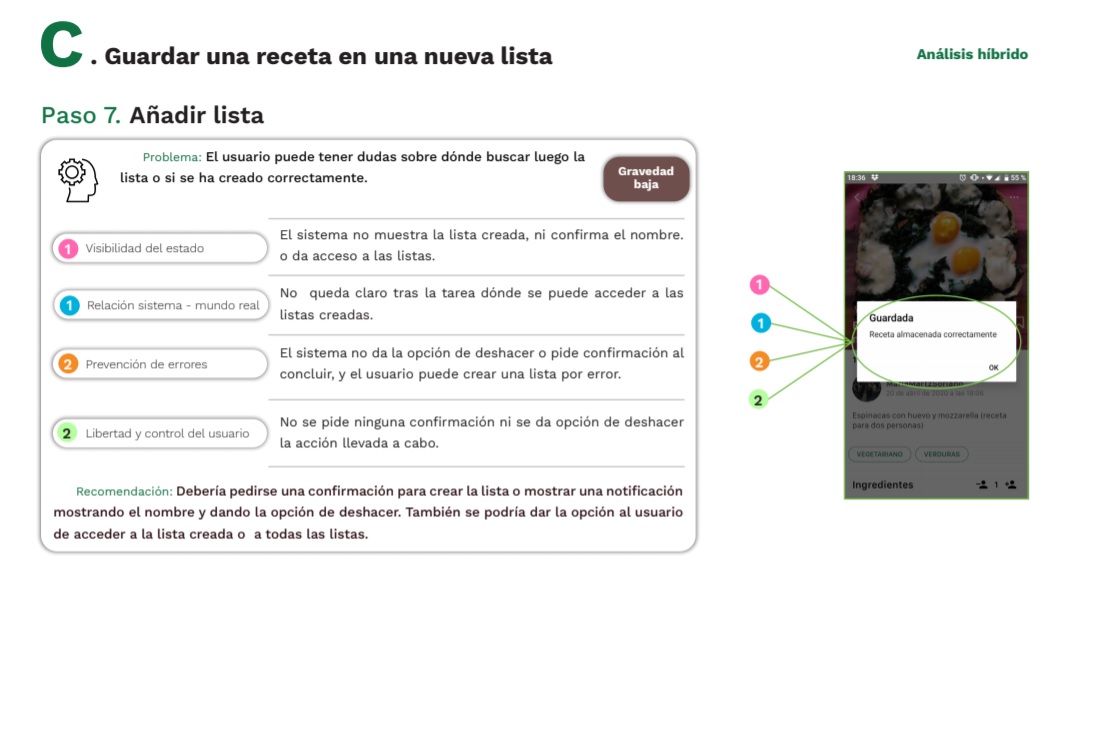 C. Guardar una receta en una nueva lista
Análisis híbrido
Paso 7. Añadir lista
Problema: El usuario puede tener dudas sobre dónde buscar luego la
lista o si se ha creado correctamente.
Gravedad
baja
1 Visibilidad del estado
El sistema no muestra la lista creada, ni confirma el nombre.
o da acceso a las listas.
1 Relación sistema - mundo real
No queda claro tras la tarea dónde se puede acceder a las
listas creadas.
2 Prevención de errores
El sistema no da la opción de deshacer o pide confirmación al
concluir, y el usuario puede crear una lista por error.
2 Libertad y control del usuario
No se pide ninguna confirmación ni se da opción de deshacer
la acción llevada a cabo.
Recomendación: Debería pedirse una confirmación para crear la lista o mostrar una notificación
mostrando el nombre y dando la opción de deshacer. También se podría dar la opción al usuario
de acceder a la lista creada o a todas las listas.
1
1
2
2
18:36
55 %
Guardada
Receta almacenada correctamente
OK
20 de abril de 2020 a las 18:06
Espinacas con huevo y mozzarella (receta
para dos personas)
VEGETARIANO
VERDURAS
Ingredientes
1